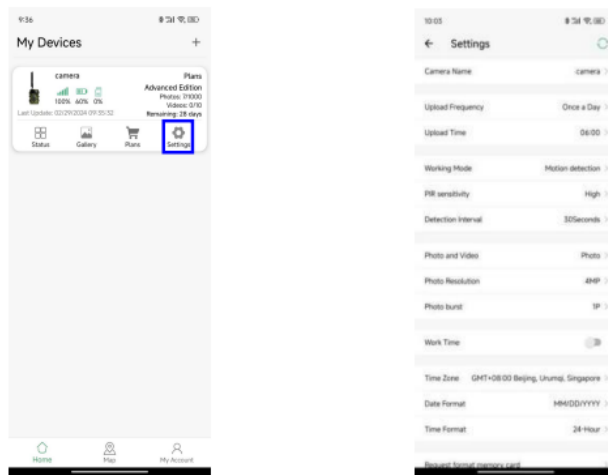 9:36
My Devices +
camera Plans
Advanced Edition
100% 60% 0% Photos: 7/1000
Videos: 0/10
Last Update: 02/29/2024 09:35:52 Remaining: 28 days
Status Gallery Plans Settings
Home Map My Account
10:03
Settings
Camera Name camera
Upload Frequency Once a Day
Upload Time 06:00
Working Mode Motion detection
PIR sensitivity High
Detection Interval 30Seconds
Photo and Video Photo
Photo Resolution 4MP
Photo burst 1P
Work Time
Time Zone GMT+08:00 Beijing, Urumqi, Singapore
Date Format MM/DD/YYYY
Time Format 24-Hour
Request format memory card